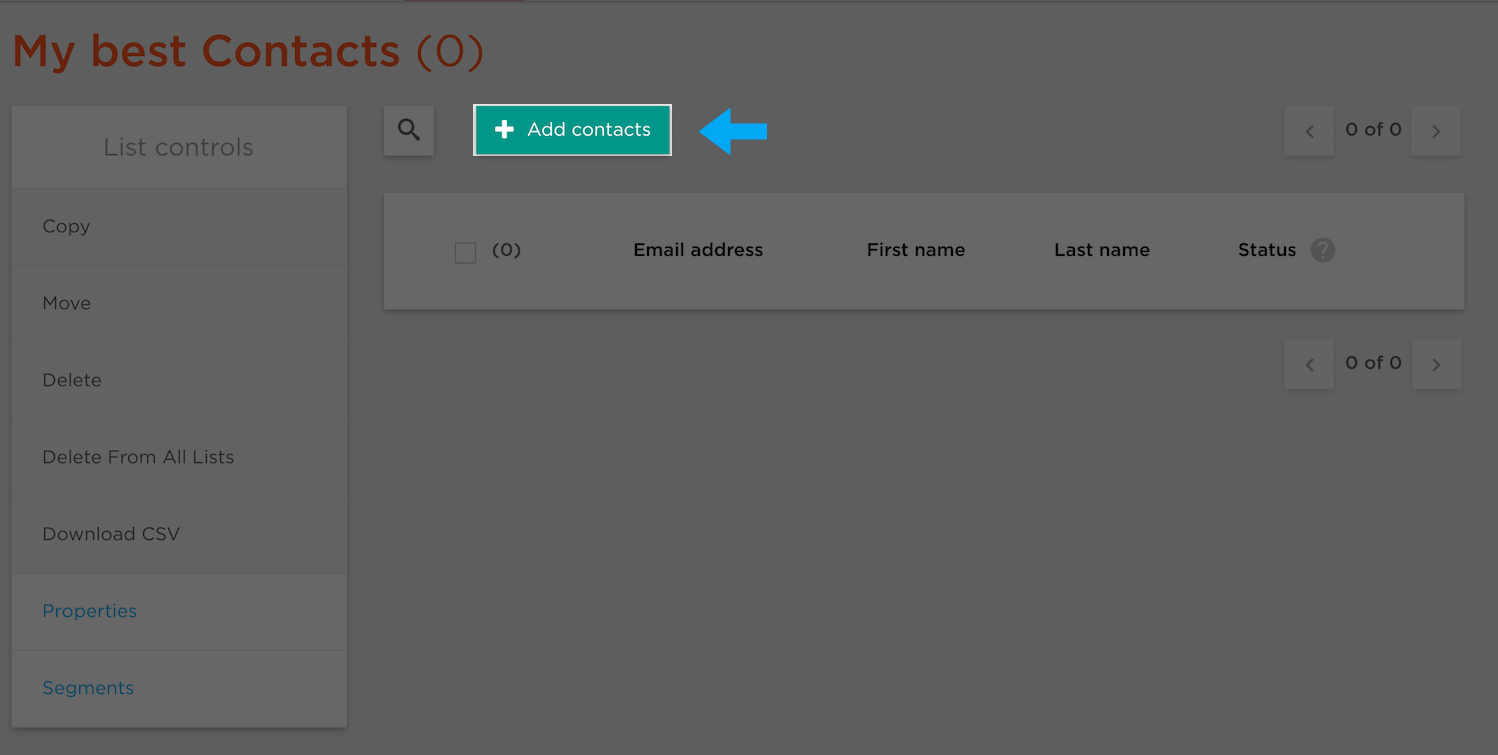 My best Contacts (0)
List controls
Copy
Move
Delete
Delete From All Lists
Download CSV
Properties
Segments
Add contacts
0 of 0
(0) Email address First name Last name Status ?
0 of 0